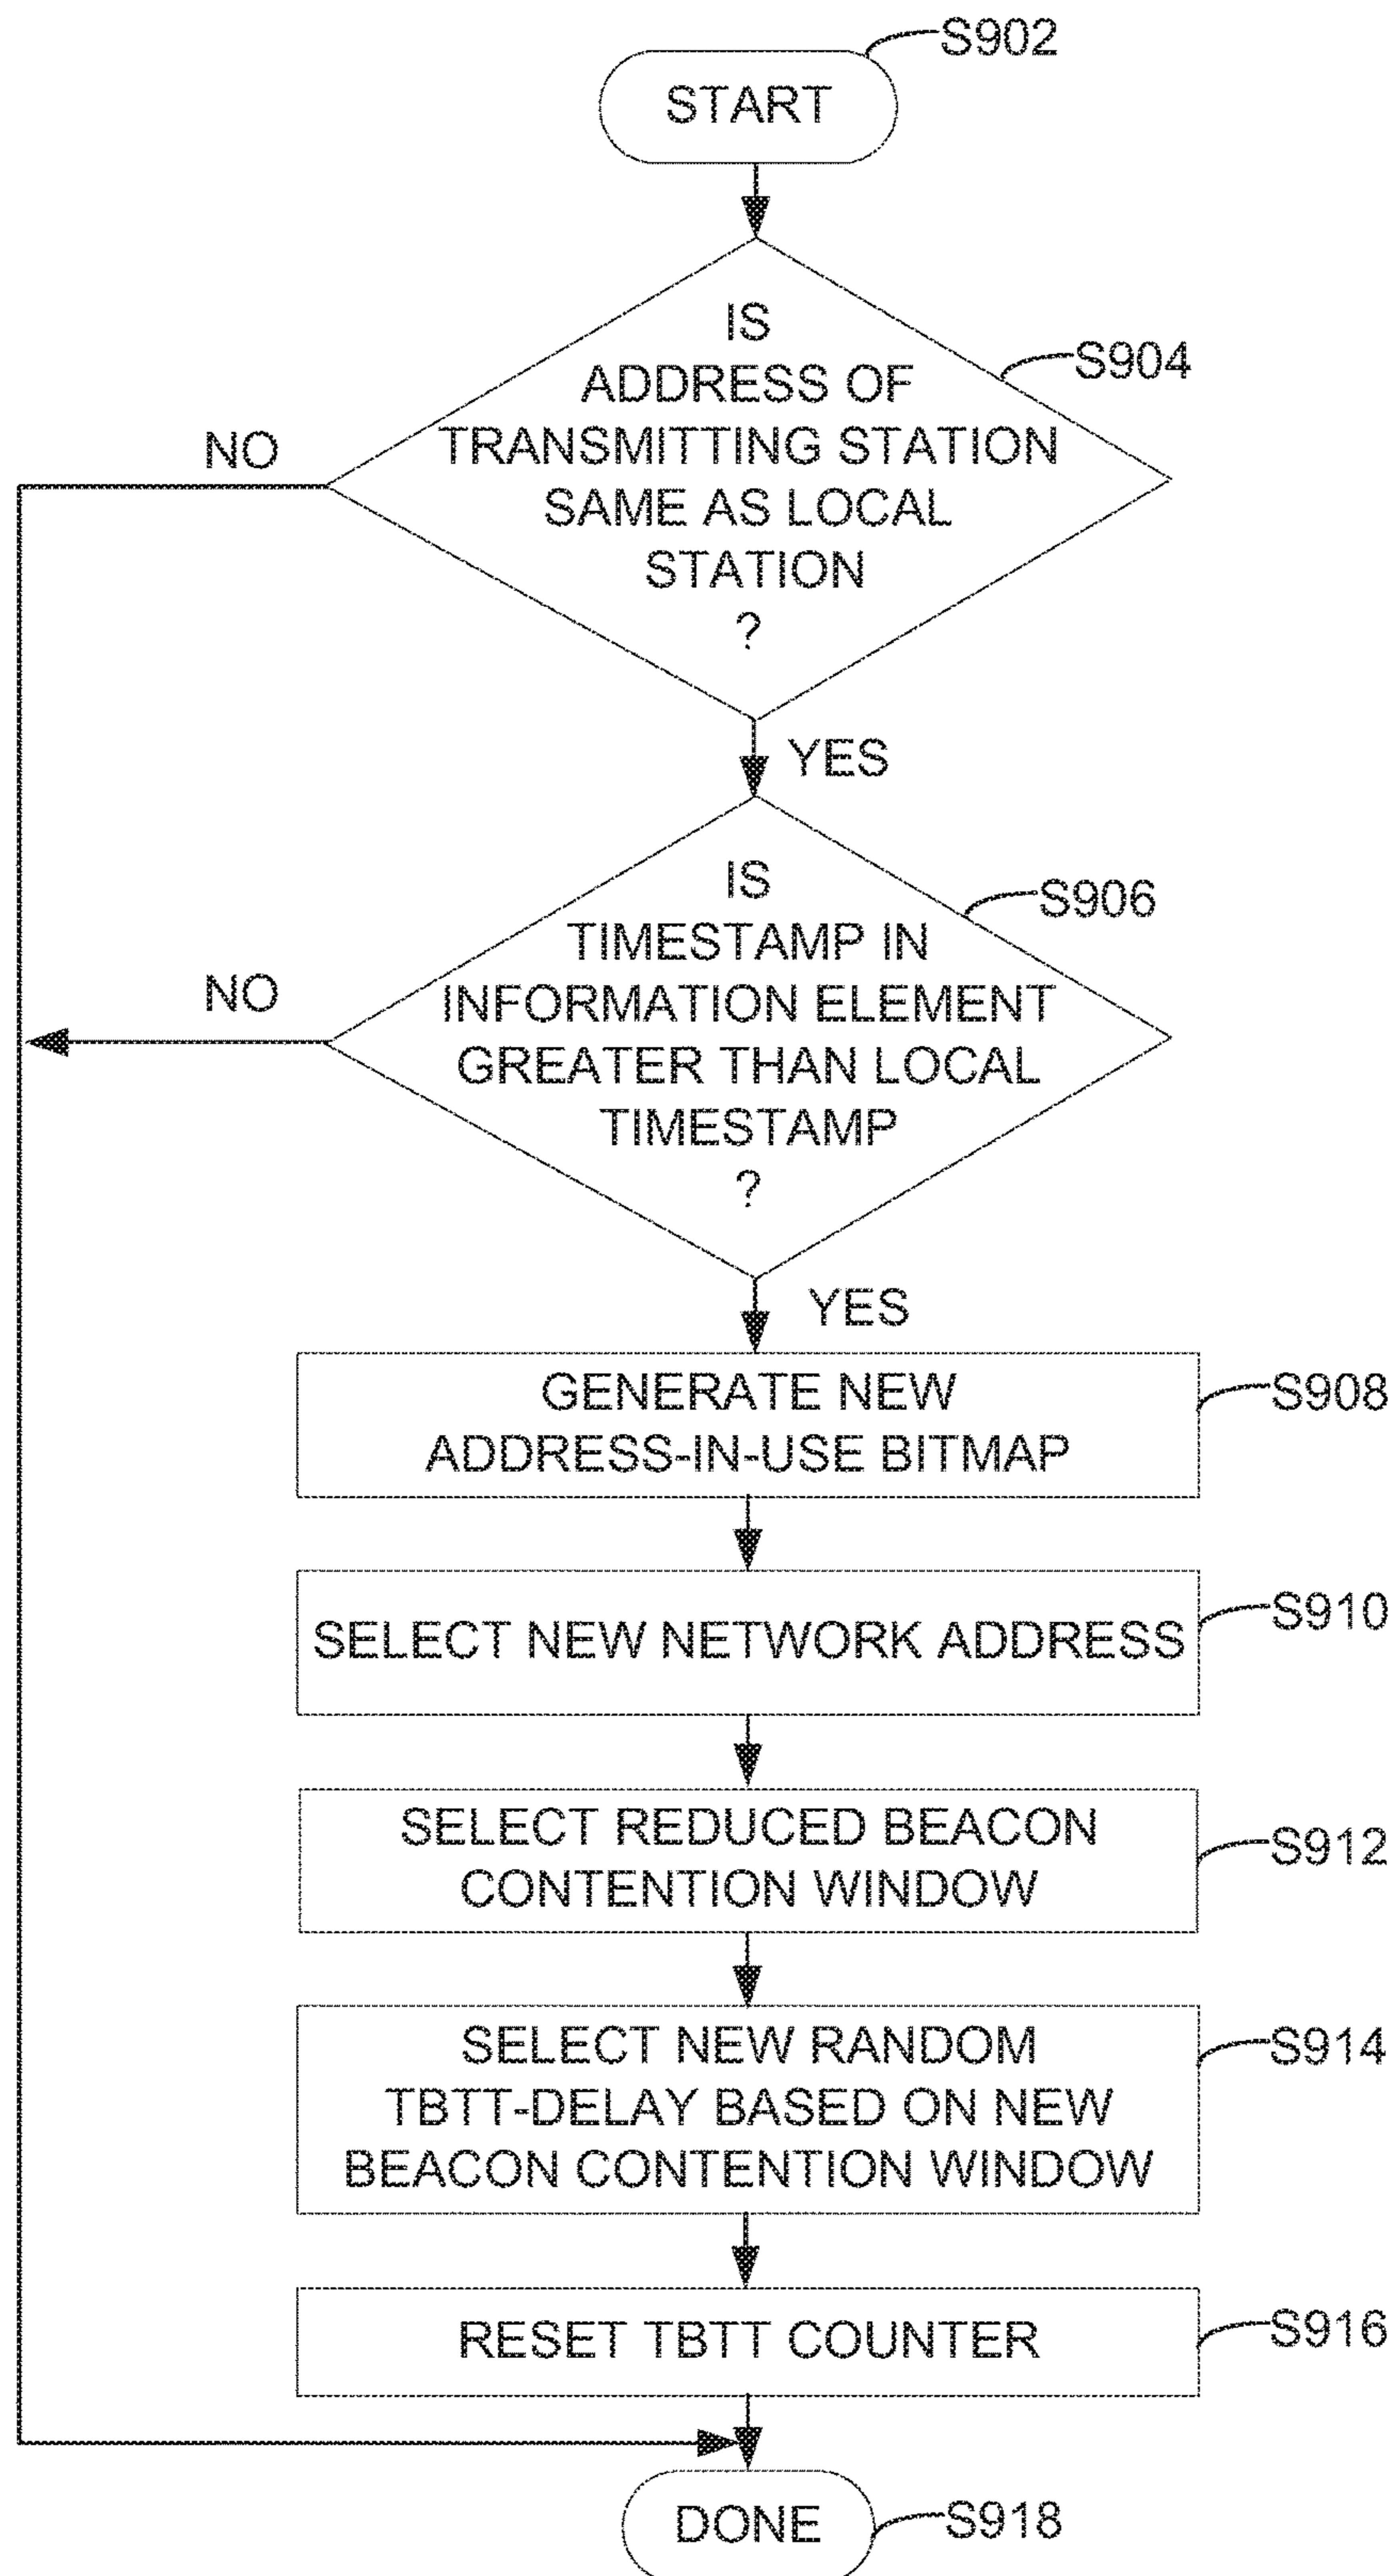 S902
START
IS
ADDRESS OF
TRANSMITTING STATION
SAME AS LOCAL
STATION
?
S904
NO
YES
IS
TIMESTAMP IN
INFORMATION ELEMENT
GREATER THAN LOCAL
TIMESTAMP
?
S906
NO
YES
GENERATE NEW
ADDRESS-IN-USE BITMAP
S908
SELECT NEW NETWORK ADDRESS
S910
SELECT REDUCED BEACON
CONTENTION WINDOW
S912
SELECT NEW RANDOM
TBTT-DELAY BASED ON NEW
BEACON CONTENTION WINDOW
S914
RESET TBTT COUNTER
S916
DONE
S918